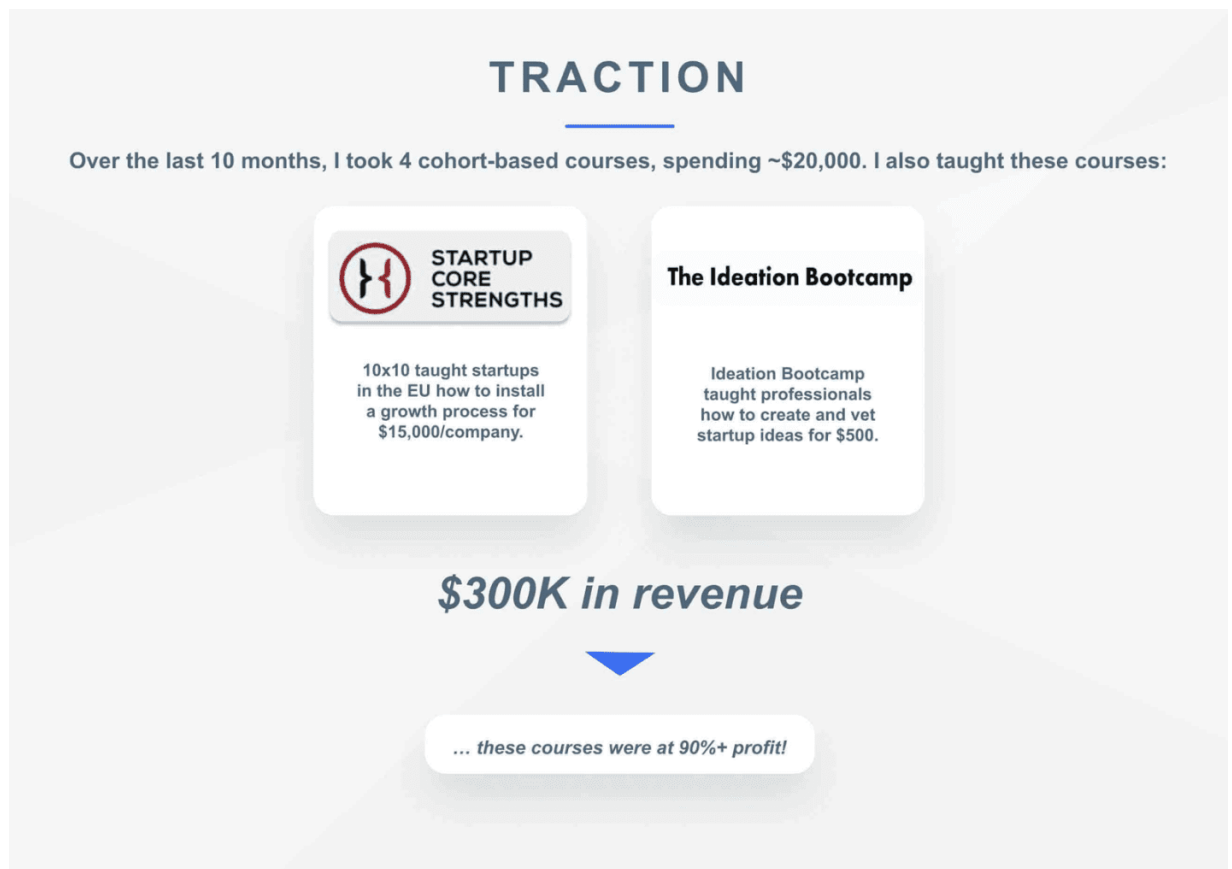 TRACTION
Over the last 10 months, I took 4 cohort-based courses, spending ~$20,000. I also taught these courses:
STARTUP
CORE
STRENGTHS
10x10 taught startups
in the EU how to install
a growth process for
$15,000/company.
The Ideation Bootcamp
Ideation Bootcamp
taught professionals
how to create and vet
startup ideas for $500.
$300K in revenue
... these courses were at 90%+ profit!